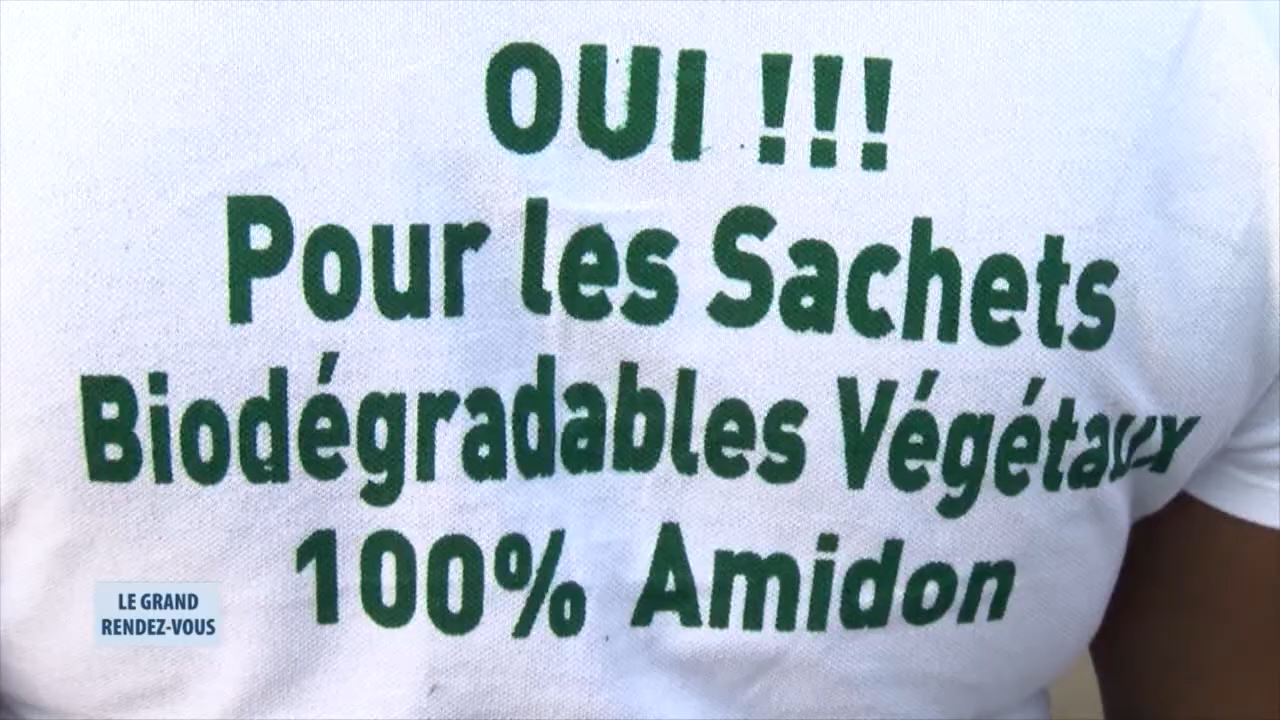 OUI !!!
Pour les Sachets
Biodégradables Végétaux
100% Amidon
LE GRAND
RENDEZ-VOUS